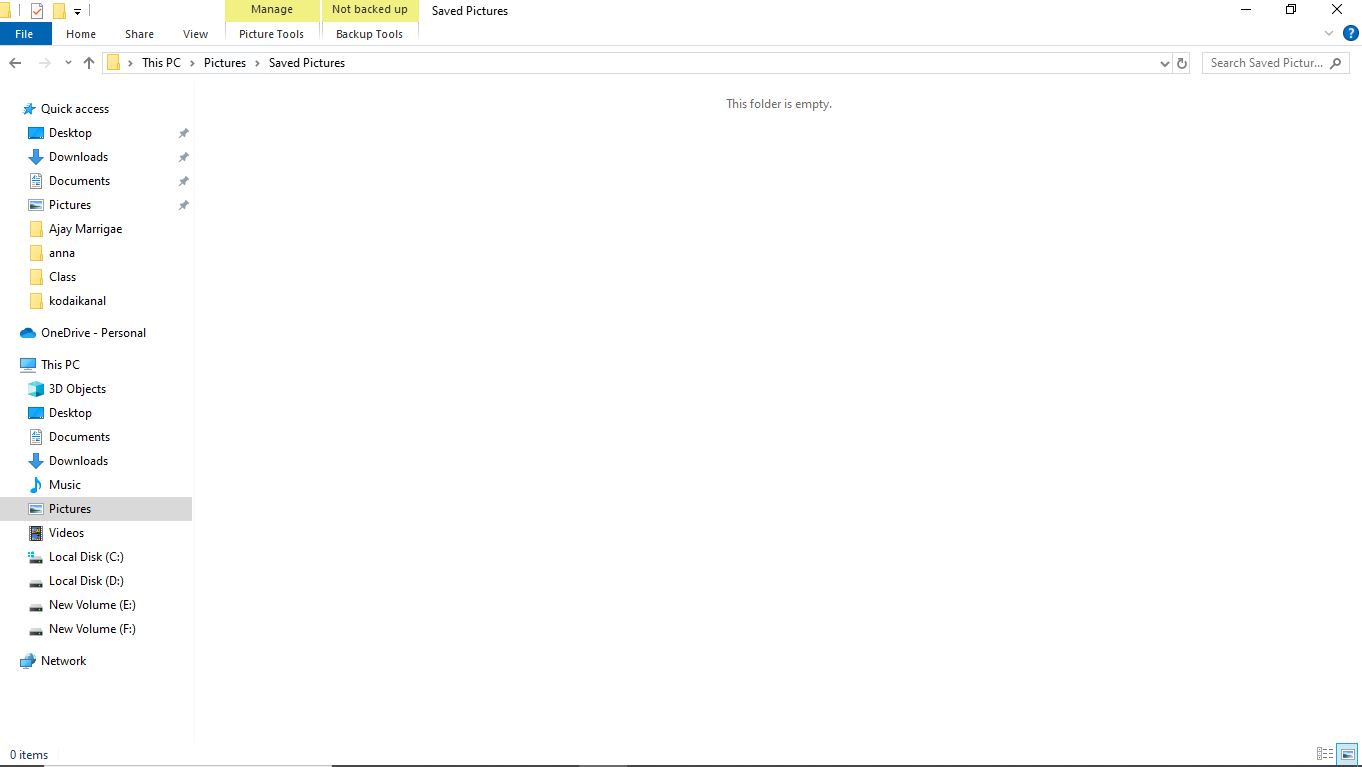 Manage Not backed up Saved Pictures
File Home Share View Picture Tools Backup Tools
This PC Pictures Saved Pictures Search Saved Pictur...
This folder is empty.
Quick access
Desktop
Downloads
Documents
Pictures
Ajay Marrigae
anna
Class
kodaikanal
OneDrive - Personal
This PC
3D Objects
Desktop
Documents
Downloads
Music
Pictures
Videos
Local Disk (C:)
Local Disk (D:)
New Volume (E:)
New Volume (F:)
Network
0 items